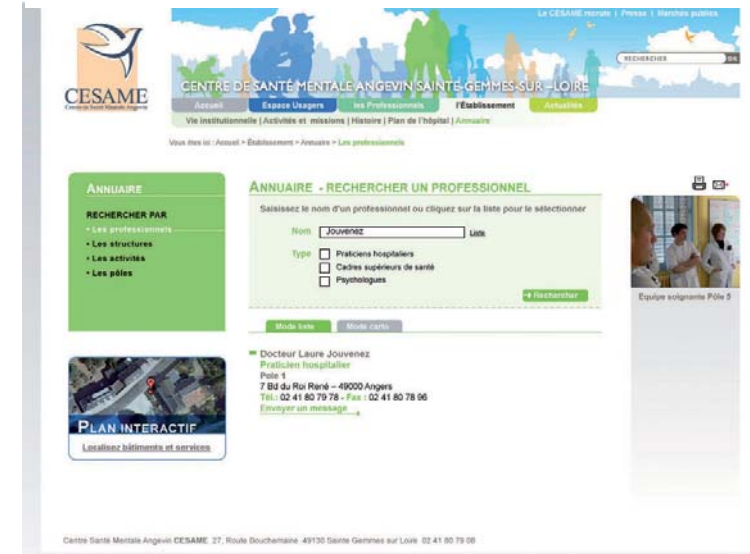 Le CESAME recrute | Presse | Marchés publics
RECHERCHER OK
CESAME
Centre de Santé Mentale Angevin
CENTRE DE SANTÉ MENTALE ANGEVIN SAINTE-GEMMES-SUR-LOIRE
Accueil Espace Usagers les Professionnels l'Établissement Actualités
Vie institutionnelle | Activités et missions | Histoire | Plan de l'hôpital | Annuaire
Vous êtes ici : Accueil > Établissement > Annuaire > Les professionnels
ANNUAIRE
RECHERCHER PAR
• Les professionnels
• Les structures
• Les activités
• Les pôles
ANNUAIRE - RECHERCHER UN PROFESSIONNEL
Saisissez le nom d'un professionnel ou cliquez sur la liste pour le sélectionner
Nom Jouvenez Liste
Type Praticiens hospitaliers
Cadres supérieurs de santé
Psychologues
Rechercher
Equipe soignante Pôle 5
Mode liste Mode carto
Docteur Laure Jouvenez
Praticien hospitalier
Pole 1
7 Bd du Roi René – 49000 Angers
Tél.: 02 41 80 79 78 - Fax : 02 41 80 78 96
Envoyer un message
PLAN INTERACTIF
Localisez bâtiments et services
Centre Santé Mentale Angevin CESAME 27, Route Bouchemaine 49130 Sainte Gemmes sur Loire 02 41 80 79 08